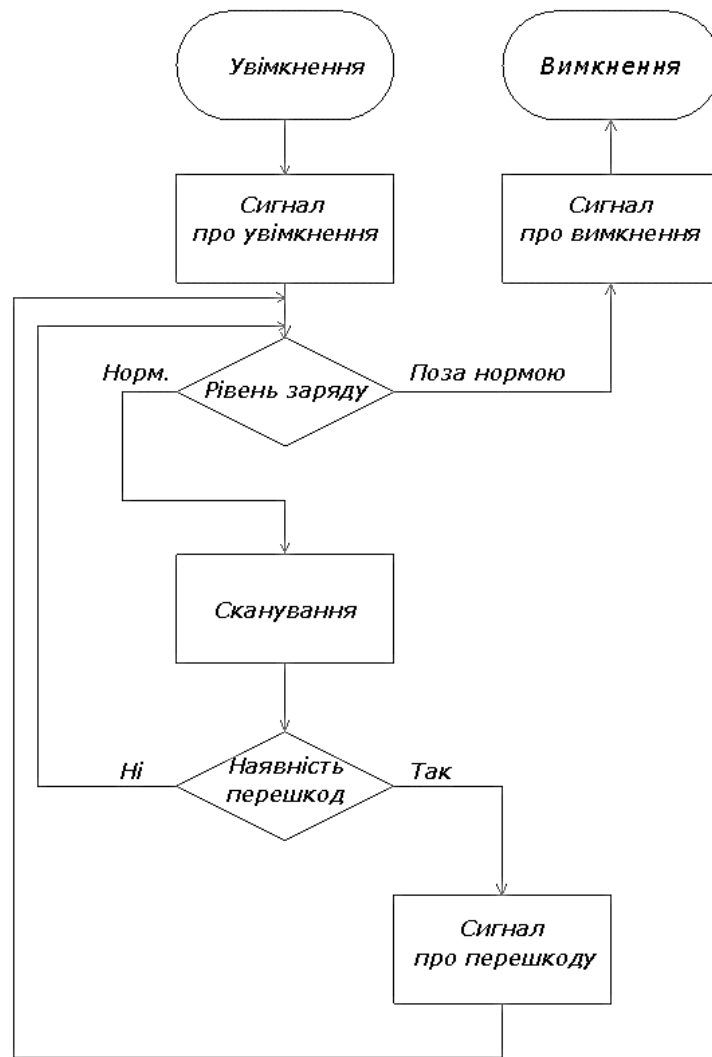 Увімкнення
Вимкнення
Сигнал
про увімкнення
Сигнал
про вимкнення
Норм.
Рівень заряду
Поза нормою
Сканування
Ні
Наявність
перешкод
Так
Сигнал
про перешкоду